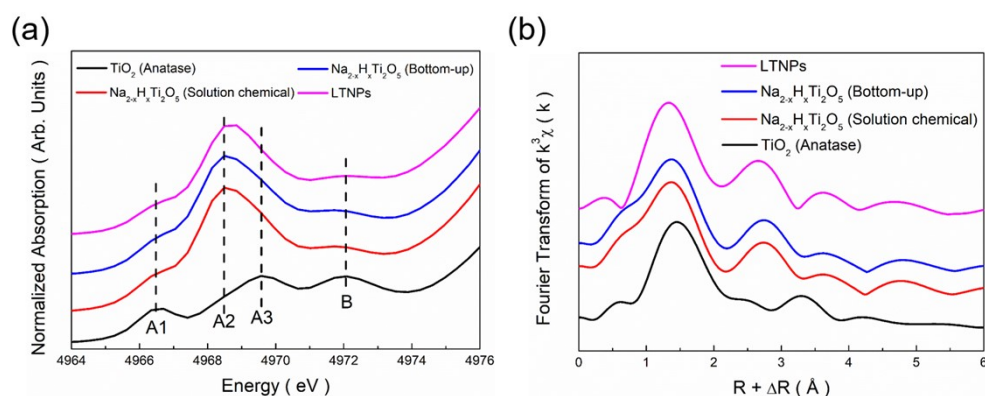 (a)
TiO₂ (Anatase)
Na₂₋ₓHₓTi₂O₅ (Bottom-up)
Na₂₋ₓHₓTi₂O₅ (Solution chemical)
LTNPs
Normalized Absorption ( Arb. Units )
A1
A2
A3
B
4964 4966 4968 4970 4972 4974 4976
Energy ( eV )
(b)
LTNPs
Na₂₋ₓHₓTi₂O₅ (Bottom-up)
Na₂₋ₓHₓTi₂O₅ (Solution chemical)
TiO₂ (Anatase)
Fourier Transform of k³χ ( k )
0 1 2 3 4 5 6
R + ΔR ( Å )